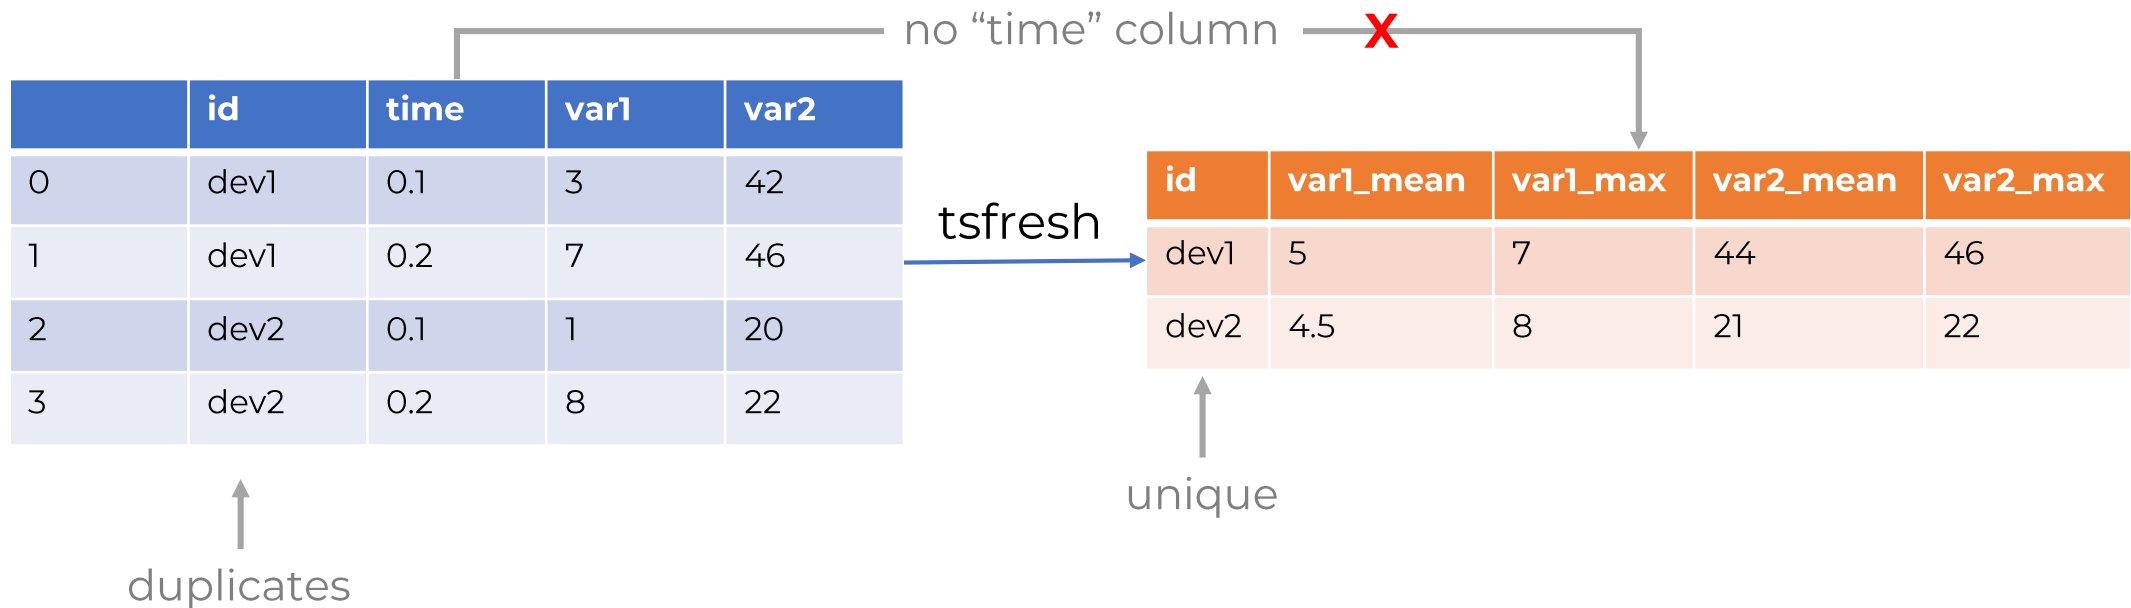 no “time” column X
id time var1 var2
0 dev1 0.1 3 42
1 dev1 0.2 7 46
2 dev2 0.1 1 20
3 dev2 0.2 8 22
duplicates
tsfresh
id var1_mean var1_max var2_mean var2_max
dev1 5 7 44 46
dev2 4.5 8 21 22
unique